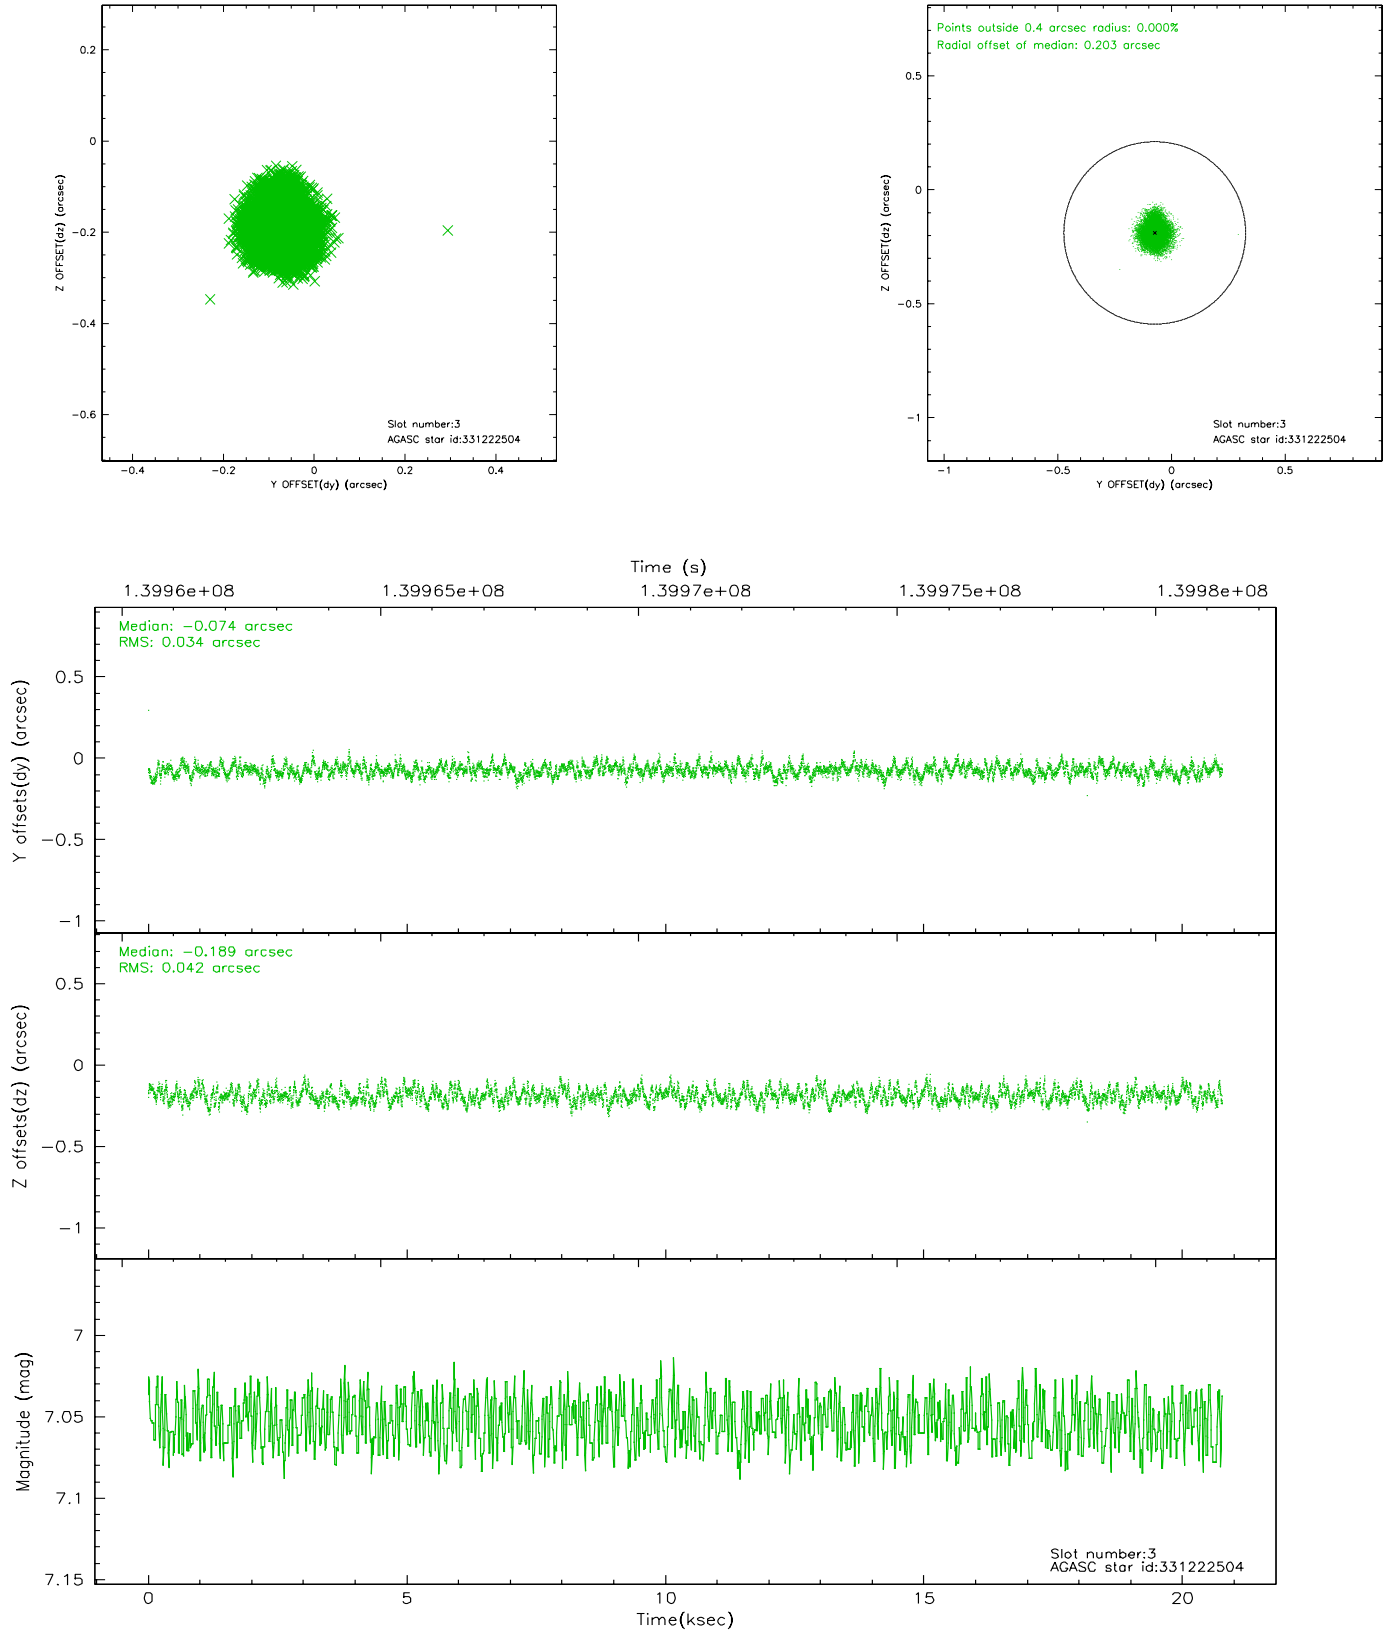 0.2
0
−0.2
−0.4
−0.6
Z OFFSET(dz) (arcsec)
Slot number:3
AGASC star id:331222504
−0.4 −0.2 0 0.2 0.4
Y OFFSET(dy) (arcsec)
Points outside 0.4 arcsec radius: 0.000%
Radial offset of median: 0.203 arcsec
0.5
0
−0.5
−1
Z OFFSET(dz) (arcsec)
Slot number:3
AGASC star id:331222504
−1 −0.5 0 0.5
Y OFFSET(dy) (arcsec)
Time (s)
1.3996e+08 1.39965e+08 1.3997e+08 1.39975e+08 1.3998e+08
Median: −0.074 arcsec
RMS: 0.034 arcsec
0.5
0
−0.5
−1
Y offsets(dy) (arcsec)
Median: −0.189 arcsec
RMS: 0.042 arcsec
0.5
0
−0.5
−1
Z offsets(dz) (arcsec)
7
7.05
7.1
7.15
Magnitude (mag)
Slot number:3
AGASC star id:331222504
0 5 10 15 20
Time(ksec)